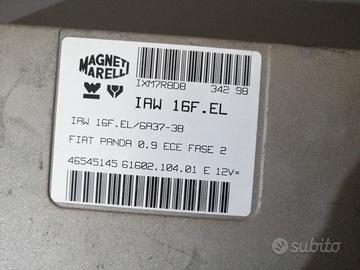 MAGNETI
MARELLI
IXM7R8D8 342 98
IAW 16F.EL
IAW 16F.EL/6A37-3B
FIAT PANDA 0.9 ECE FASE 2
46545145 61602.104.01 E 12V=
subito